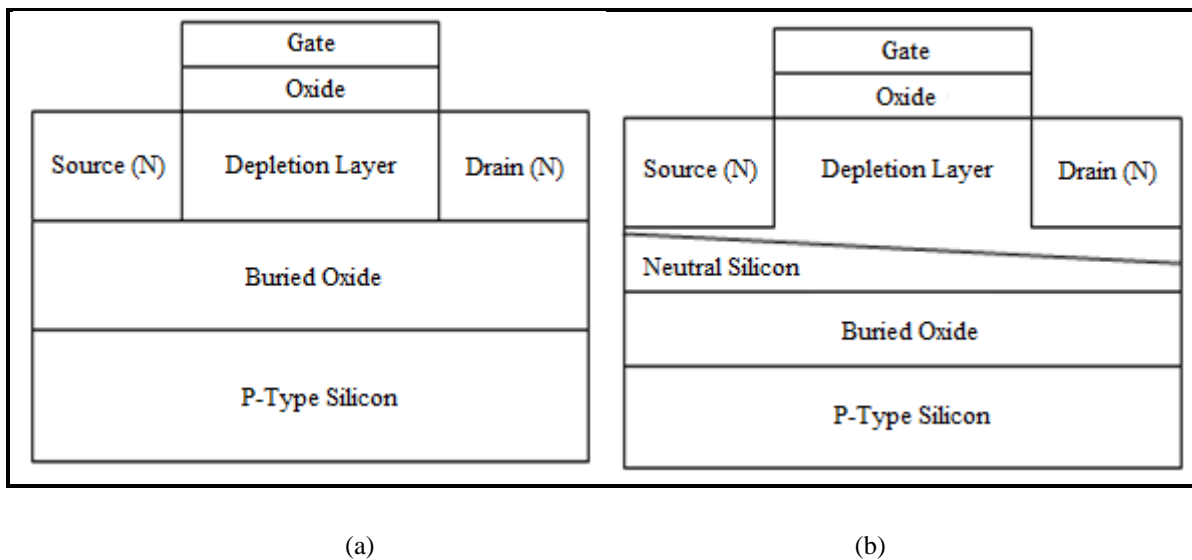 Gate
Oxide
Source (N)
Depletion Layer
Drain (N)
Buried Oxide
P-Type Silicon
(a)
Gate
Oxide
Source (N)
Depletion Layer
Drain (N)
Neutral Silicon
Buried Oxide
P-Type Silicon
(b)